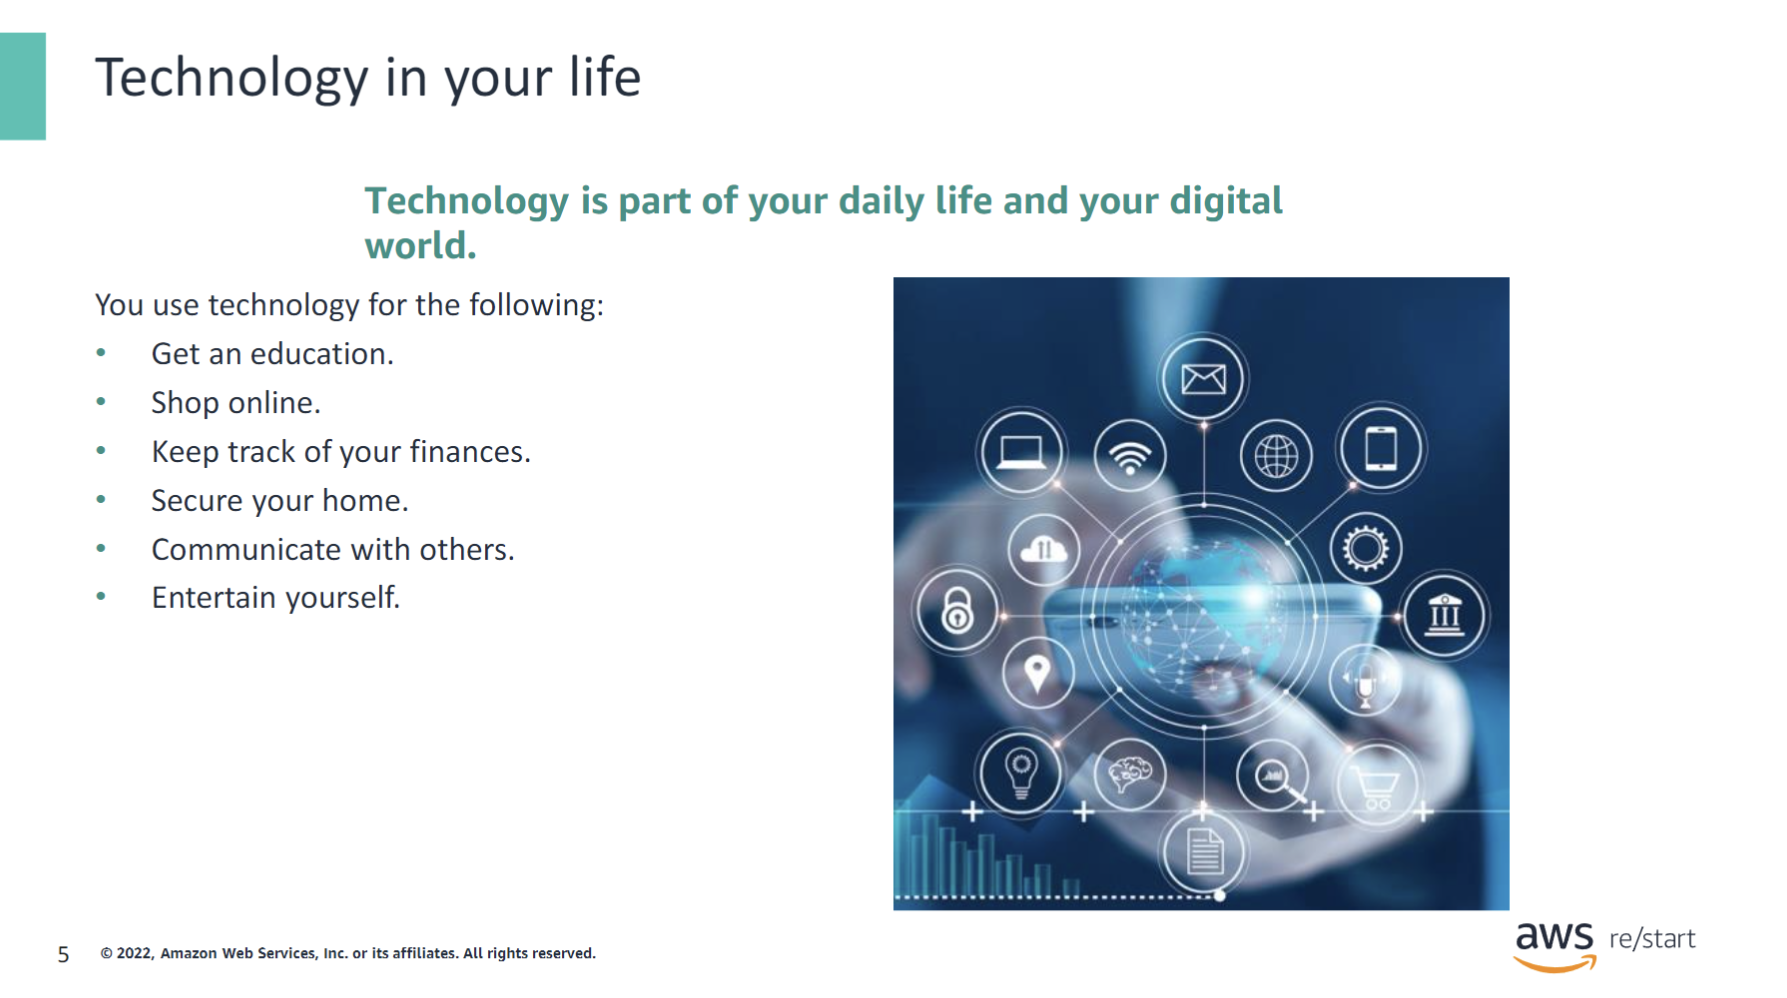 Technology in your life
Technology is part of your daily life and your digital
world.
You use technology for the following:
• Get an education.
• Shop online.
• Keep track of your finances.
• Secure your home.
• Communicate with others.
• Entertain yourself.
5 © 2022, Amazon Web Services, Inc. or its affiliates. All rights reserved.
aws re/start